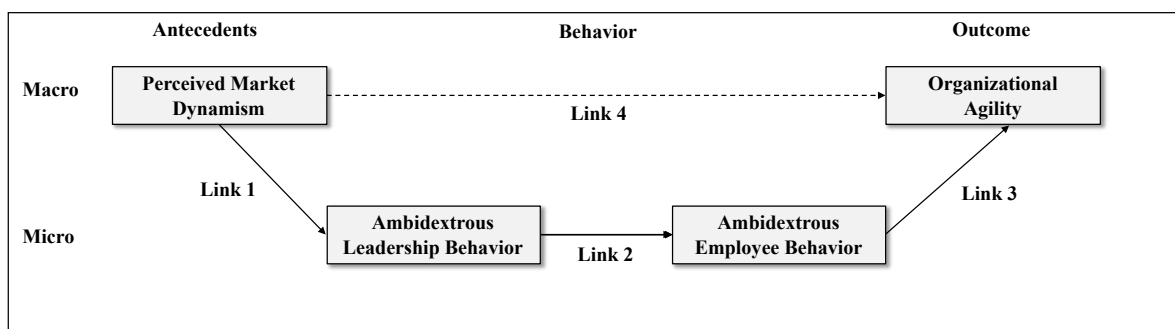 Antecedents Behavior Outcome
Macro
Perceived Market
Dynamism
Link 4
Organizational
Agility
Link 1
Link 3
Micro
Ambidextrous
Leadership Behavior
Link 2
Ambidextrous
Employee Behavior